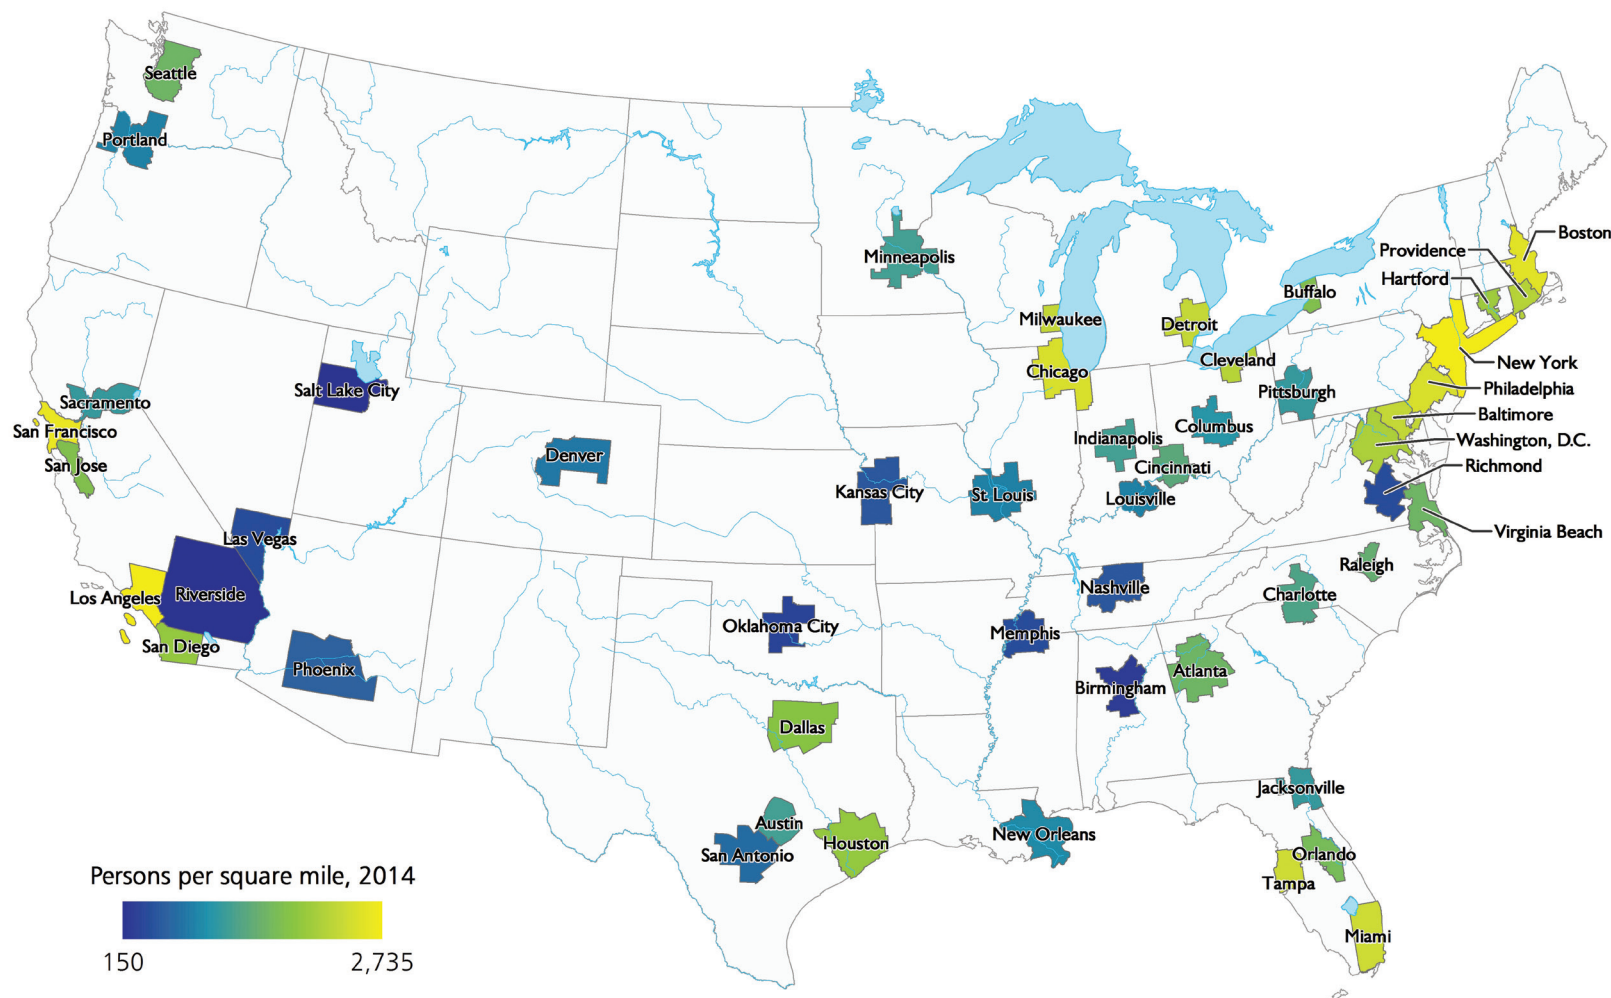 Seattle
Portland
Minneapolis
Boston
Providence
Hartford
Buffalo
Milwaukee
Detroit
Cleveland
New York
Chicago
Philadelphia
Salt Lake City
Pittsburgh
Sacramento
Baltimore
San Francisco
Columbus
Indianapolis
Washington, D.C.
San Jose
Denver
Cincinnati
Richmond
Kansas City
St Louis
Louisville
Las Vegas
Virginia Beach
Raleigh
Nashville
Los Angeles
Riverside
Charlotte
Oklahoma City
Memphis
San Diego
Phoenix
Birmingham
Atlanta
Dallas
Jacksonville
Austin
New Orleans
San Antonio
Houston
Orlando
Tampa
Miami
Persons per square mile, 2014
150
2,735